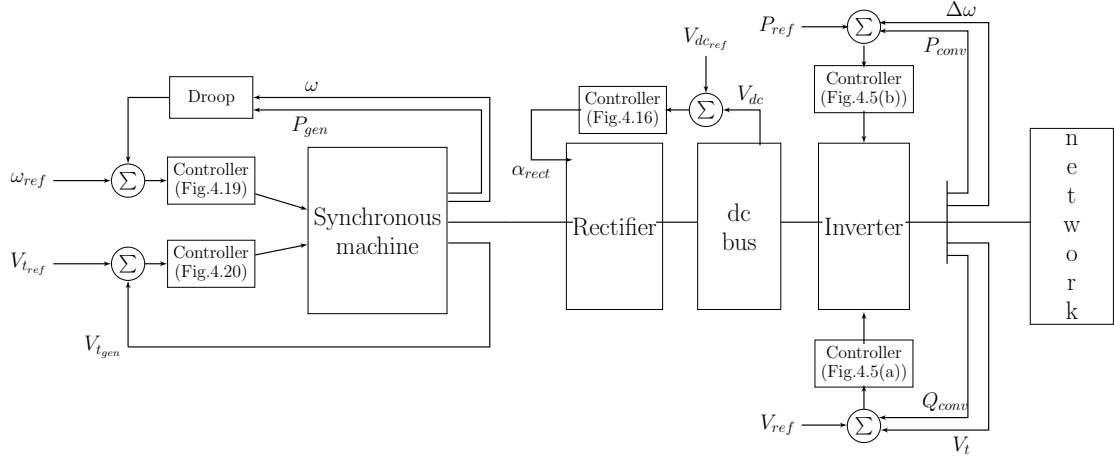 Δω
P_ref
∑
P_conv
V_dc_ref
Controller
(Fig.4.5(b))
ω
Droop
P_gen
Controller
(Fig.4.16)
∑
V_dc
α_rect
ω_ref
∑
Controller
(Fig.4.19)
Synchronous
machine
Rectifier
dc
bus
Inverter
n
e
t
w
o
r
k
V_t_ref
∑
Controller
(Fig.4.20)
V_t_gen
Controller
(Fig.4.5(a))
Q_conv
V_ref
∑
V_t